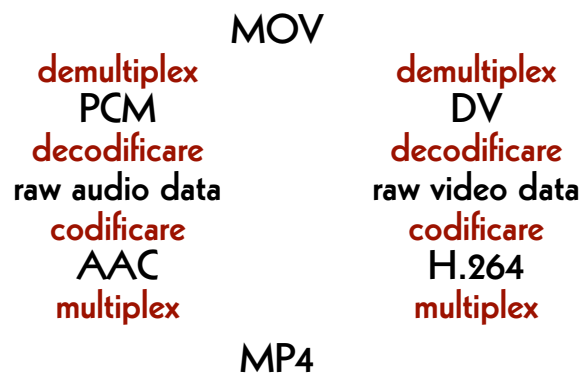 MOV
demultiplex demultiplex
PCM DV
decodificare decodificare
raw audio data raw video data
codificare codificare
AAC H.264
multiplex multiplex
MP4